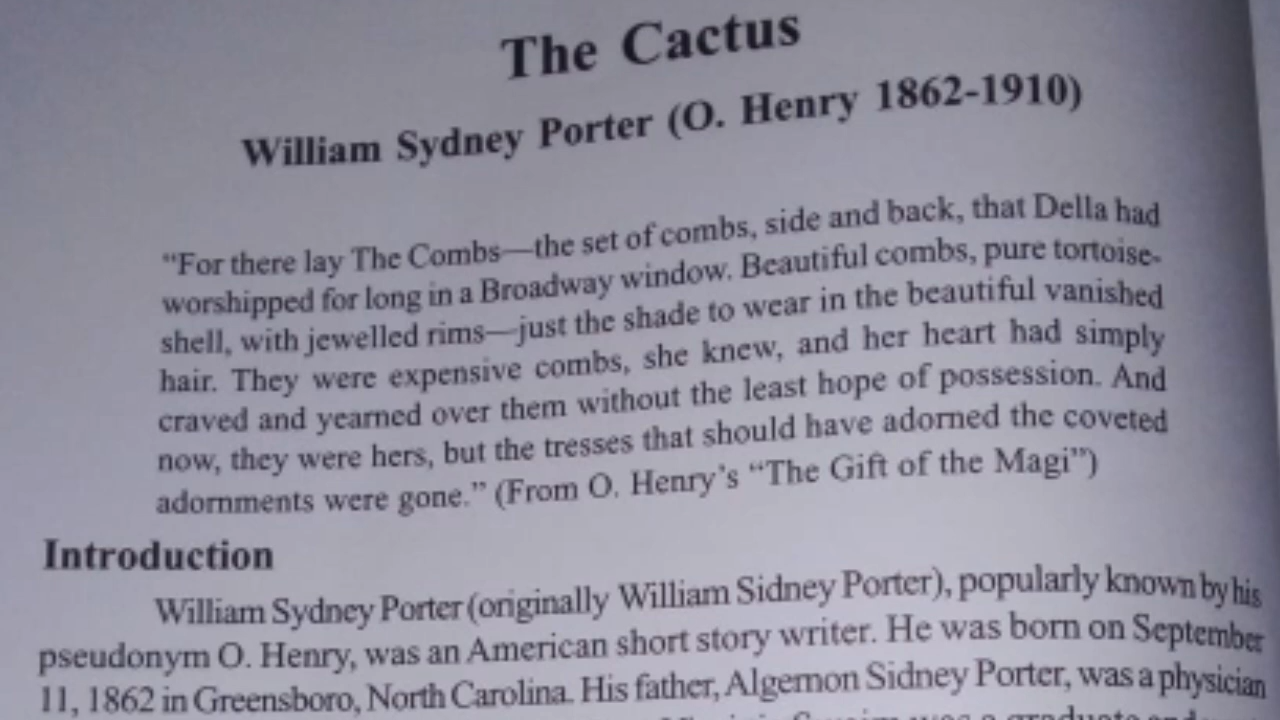 The Cactus
William Sydney Porter (O. Henry 1862-1910)
“For there lay The Combs—the set of combs, side and back, that Della had
worshipped for long in a Broadway window. Beautiful combs, pure tortoise-
shell, with jewelled rims—just the shade to wear in the beautiful vanished
hair. They were expensive combs, she knew, and her heart had simply
craved and yearned over them without the least hope of possession. And
now, they were hers, but the tresses that should have adorned the coveted
adornments were gone.” (From O. Henry’s “The Gift of the Magi”)
Introduction
William Sydney Porter (originally William Sidney Porter), popularly known by his
pseudonym O. Henry, was an American short story writer. He was born on September
11, 1862 in Greensboro, North Carolina. His father, Algernon Sidney Porter, was a physician
was a graduate and